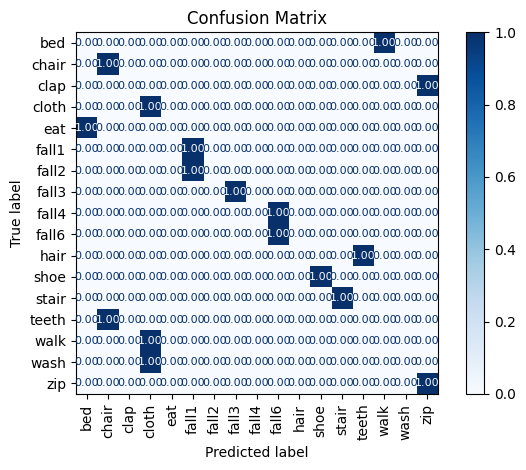 Confusion Matrix
bed 0.00 0.00 0.00 0.00 0.00 0.00 0.00 0.00 0.00 0.00 0.00 0.00 0.00 0.00 1.00 0.00 0.00
chair 0.00 1.00 0.00 0.00 0.00 0.00 0.00 0.00 0.00 0.00 0.00 0.00 0.00 0.00 0.00 0.00 0.00
clap 0.00 0.00 0.00 0.00 0.00 0.00 0.00 0.00 0.00 0.00 0.00 0.00 0.00 0.00 0.00 0.00 1.00
cloth 0.00 0.00 0.00 1.00 0.00 0.00 0.00 0.00 0.00 0.00 0.00 0.00 0.00 0.00 0.00 0.00 0.00
eat 1.00 0.00 0.00 0.00 0.00 0.00 0.00 0.00 0.00 0.00 0.00 0.00 0.00 0.00 0.00 0.00 0.00
fall1 0.00 0.00 0.00 0.00 0.00 1.00 0.00 0.00 0.00 0.00 0.00 0.00 0.00 0.00 0.00 0.00 0.00
fall2 0.00 0.00 0.00 0.00 0.00 1.00 0.00 0.00 0.00 0.00 0.00 0.00 0.00 0.00 0.00 0.00 0.00
fall3 0.00 0.00 0.00 0.00 0.00 0.00 0.00 1.00 0.00 0.00 0.00 0.00 0.00 0.00 0.00 0.00 0.00
fall4 0.00 0.00 0.00 0.00 0.00 0.00 0.00 0.00 0.00 1.00 0.00 0.00 0.00 0.00 0.00 0.00 0.00
fall6 0.00 0.00 0.00 0.00 0.00 0.00 0.00 0.00 0.00 1.00 0.00 0.00 0.00 0.00 0.00 0.00 0.00
hair 0.00 0.00 0.00 0.00 0.00 0.00 0.00 0.00 0.00 0.00 0.00 0.00 0.00 1.00 0.00 0.00 0.00
shoe 0.00 0.00 0.00 0.00 0.00 0.00 0.00 0.00 0.00 0.00 0.00 1.00 0.00 0.00 0.00 0.00 0.00
stair 0.00 0.00 0.00 0.00 0.00 0.00 0.00 0.00 0.00 0.00 0.00 0.00 1.00 0.00 0.00 0.00 0.00
teeth 0.00 1.00 0.00 0.00 0.00 0.00 0.00 0.00 0.00 0.00 0.00 0.00 0.00 0.00 0.00 0.00 0.00
walk 0.00 0.00 0.00 1.00 0.00 0.00 0.00 0.00 0.00 0.00 0.00 0.00 0.00 0.00 0.00 0.00 0.00
wash 0.00 0.00 0.00 1.00 0.00 0.00 0.00 0.00 0.00 0.00 0.00 0.00 0.00 0.00 0.00 0.00 0.00
zip 0.00 0.00 0.00 0.00 0.00 0.00 0.00 0.00 0.00 0.00 0.00 0.00 0.00 0.00 0.00 0.00 1.00
bed chair clap cloth eat fall1 fall2 fall3 fall4 fall6 hair shoe stair teeth walk wash zip
Predicted label
True label
1.0
0.8
0.6
0.4
0.2
0.0